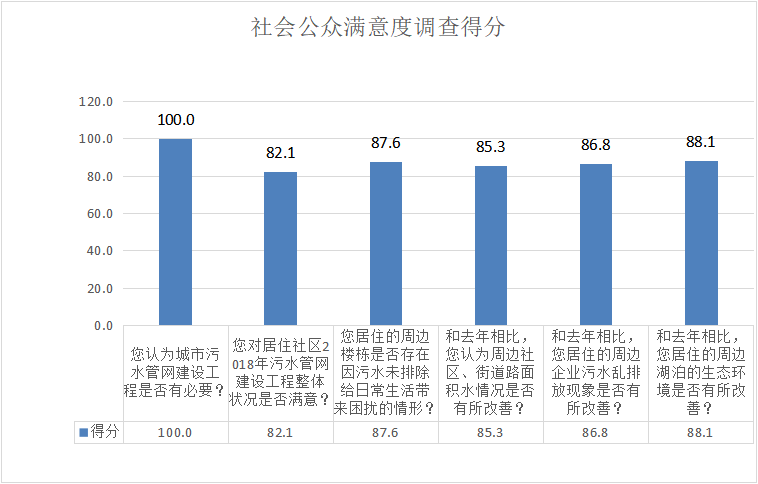 社会公众满意度调查得分
120.0
100.0
80.0
60.0
40.0
20.0
0.0
100.0
82.1
87.6
85.3
86.8
88.1
您认为城市污
水管网建设工
程是否有必要？
您对居住社区2
018年污水管网
建设工程整体
状况是否满意？
您居住的周边
楼栋是否存在
因污水未排除
给日常生活带
来困扰的情形？
和去年相比，
您认为周边社
区、街道路面
积水情况是否
有所改善？
和去年相比，
您居住的周边
企业污水乱排
放现象是否有
所改善？
和去年相比，
您居住的周边
湖泊的生态环
境是否有所改
善？
得分 100.0 82.1 87.6 85.3 86.8 88.1